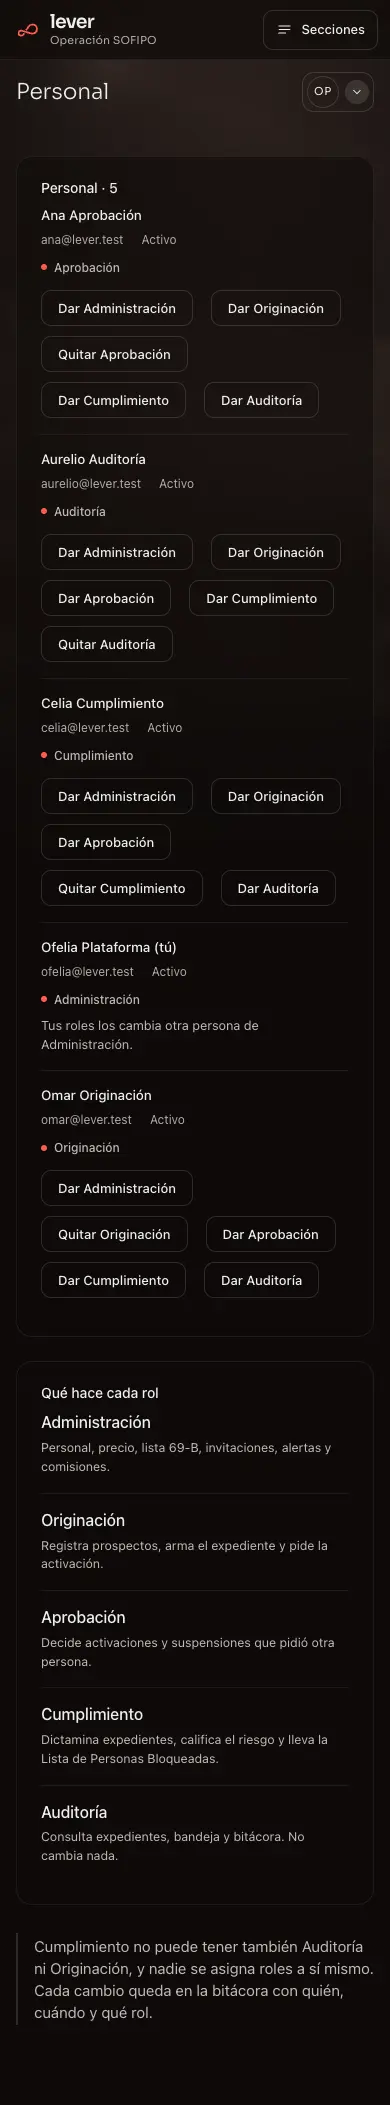 lever
Operación SOFIPO
Secciones
Personal
OP
Personal · 5
Ana Aprobación
ana@lever.test Activo
Aprobación
Dar Administración Dar Originación
Quitar Aprobación
Dar Cumplimiento Dar Auditoría
Aurelio Auditoría
aurelio@lever.test Activo
Auditoría
Dar Administración Dar Originación
Dar Aprobación Dar Cumplimiento
Quitar Auditoría
Celia Cumplimiento
celia@lever.test Activo
Cumplimiento
Dar Administración Dar Originación
Dar Aprobación
Quitar Cumplimiento Dar Auditoría
Ofelia Plataforma (tú)
ofelia@lever.test Activo
Administración
Tus roles los cambia otra persona de
Administración.
Omar Originación
omar@lever.test Activo
Originación
Dar Administración
Quitar Originación Dar Aprobación
Dar Cumplimiento Dar Auditoría
Qué hace cada rol
Administración
Personal, precio, lista 69-B, invitaciones, alertas y
comisiones.
Originación
Registra prospectos, arma el expediente y pide la
activación.
Aprobación
Decide activaciones y suspensiones que pidió otra
persona.
Cumplimiento
Dictamina expedientes, califica el riesgo y lleva la
Lista de Personas Bloqueadas.
Auditoría
Consulta expedientes, bandeja y bitácora. No
cambia nada.
Cumplimiento no puede tener también Auditoría
ni Originación, y nadie se asigna roles a sí mismo.
Cada cambio queda en la bitácora con quién,
cuándo y qué rol.